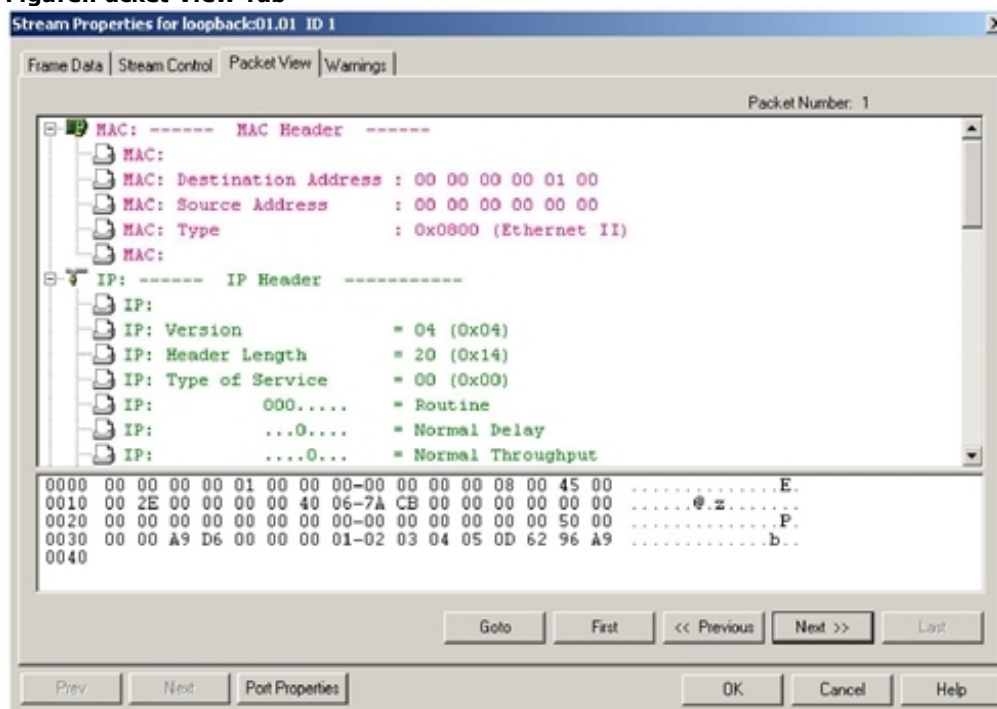 Stream Properties for loopback:01.01 ID 1
Frame Data Stream Control Packet View Warnings
Packet Number: 1
MAC: ------ MAC Header ------
MAC:
MAC: Destination Address : 00 00 00 00 01 00
MAC: Source Address : 00 00 00 00 00 00
MAC: Type : 0x0800 (Ethernet II)
MAC:
IP: ------ IP Header -----------
IP:
IP: Version = 04 (0x04)
IP: Header Length = 20 (0x14)
IP: Type of Service = 00 (0x00)
IP: 000..... = Routine
IP: ...0.... = Normal Delay
IP: ....0... = Normal Throughput
0000 00 00 00 00 01 00 00 00-00 00 00 00 08 00 45 00 ..............E.
0010 00 2E 00 00 00 00 40 06-7A CB 00 00 00 00 00 00 ......@.z.......
0020 00 00 00 00 00 00 00 00-00 00 00 00 00 00 50 00 ..............P.
0030 00 00 A9 D6 00 00 00 01-02 03 04 05 0D 62 96 A9 .............b..
0040
Goto First << Previous Next >> Last
Prev Next Port Properties OK Cancel Help